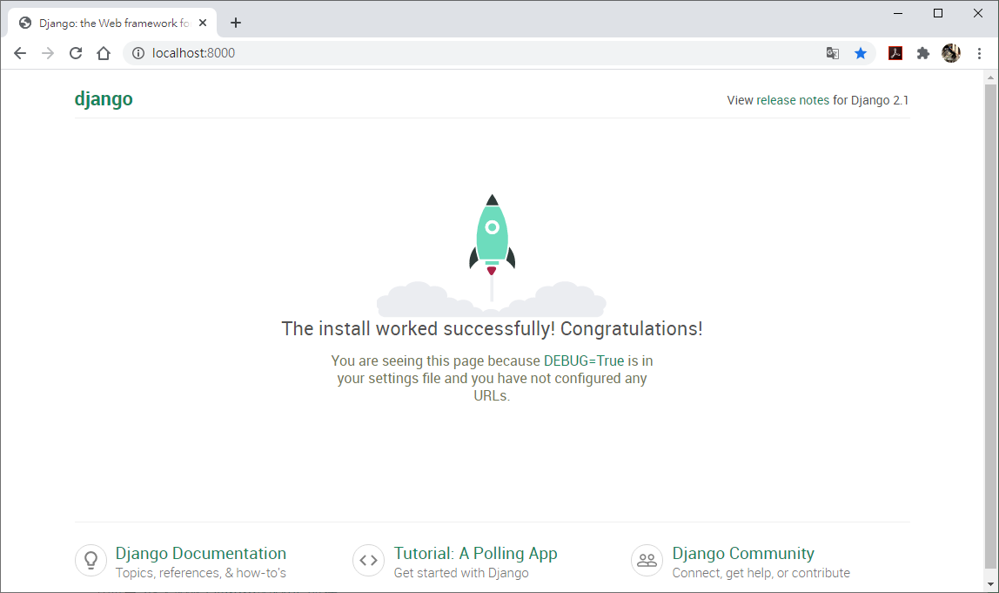 Django: the Web framework fo
localhost:8000
django
View release notes for Django 2.1
The install worked successfully! Congratulations!
You are seeing this page because DEBUG=True is in
your settings file and you have not configured any
URLs.
Django Documentation
Topics, references, & how-to's
Tutorial: A Polling App
Get started with Django
Django Community
Connect, get help, or contribute